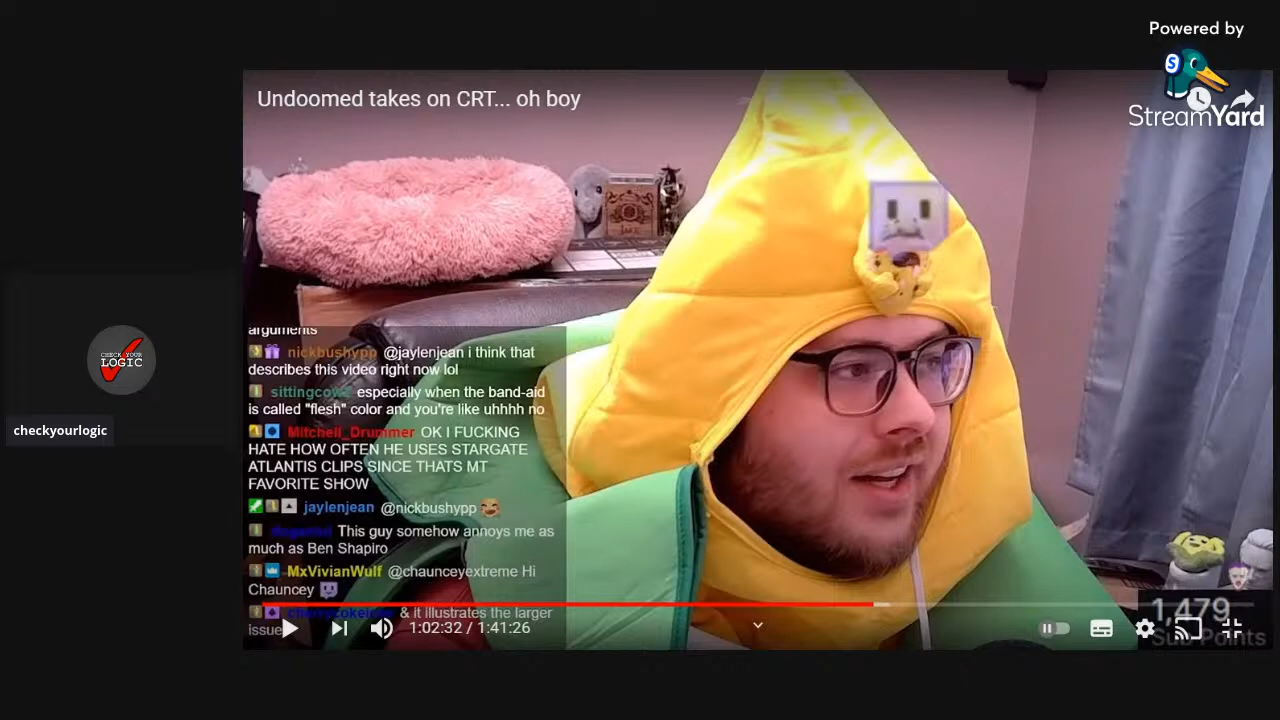 Powered by
StreamYard
Undoomed takes on CRT... oh boy
CHECK YOUR
LOGIC
checkyourlogic
arguments
nickbushypp @jaylenjean i think that
describes this video right now lol
especially when the band-aid
is called "flesh" color and you're like uhhhh no
Mitchell_Drummer OK I FUCKING
HATE HOW OFTEN HE USES STARGATE
ATLANTIS CLIPS SINCE THATS MT
FAVORITE SHOW
jaylenjean @nickbushypp
This guy somehow annoys me as
much as Ben Shapiro
MxVivianWulf @chaunceyextreme Hi
Chauncey
& it illustrates the larger
issue
1:02:32 / 1:41:26
1,479
Sub Points